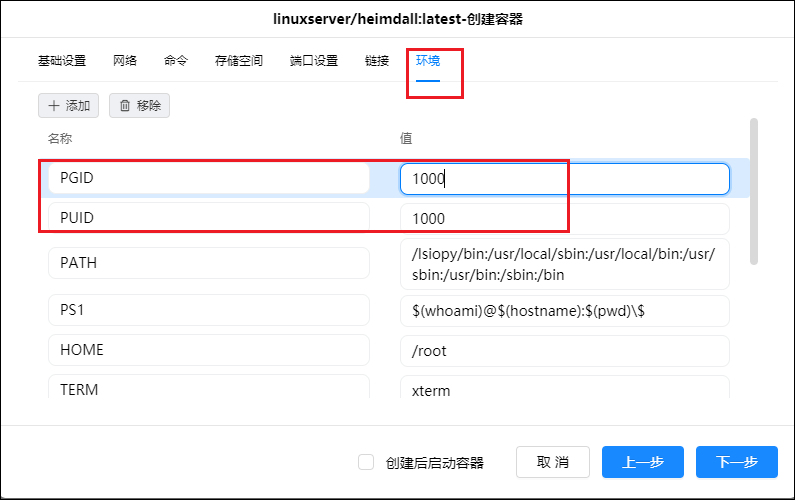 linuxserver/heimdall:latest-创建容器
基础设置 网络 命令 存储空间 端口设置 链接 环境
添加 移除
名称 值
PGID 1000
PUID 1000
PATH /lsiopy/bin:/usr/local/sbin:/usr/local/bin:/usr/
sbin:/usr/bin:/sbin:/bin
PS1 $(whoami)@$(hostname):$(pwd)\$
HOME /root
TERM xterm
创建后启动容器 取消 上一步 下一步